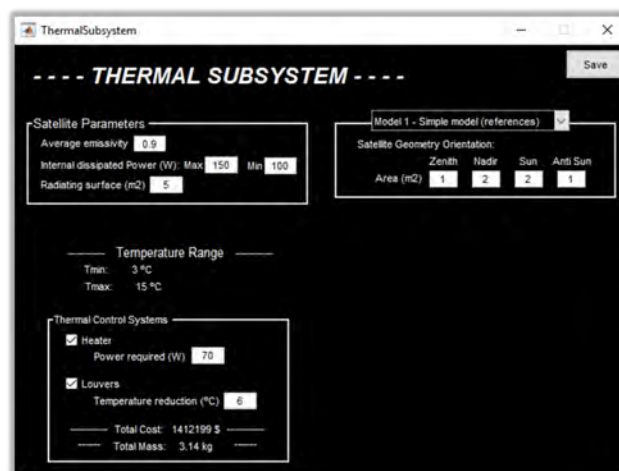 ThermalSubsystem
- - - - THERMAL SUBSYSTEM - - - -
Save
Satellite Parameters
Average emissivity 0.9
Internal dissipated Power (W): Max 150 Min 100
Radiating surface (m2) 5
Model 1 - Simple model (references)
Satellite Geometry Orientation:
Zenith Nadir Sun Anti Sun
Area (m2) 1 2 2 1
Temperature Range
Tmin: 3 ºC
Tmax: 15 ºC
Thermal Control Systems
Heater
Power required (W) 70
Louvers
Temperature reduction (ºC) 6
Total Cost: 1412199 $
Total Mass: 3.14 kg